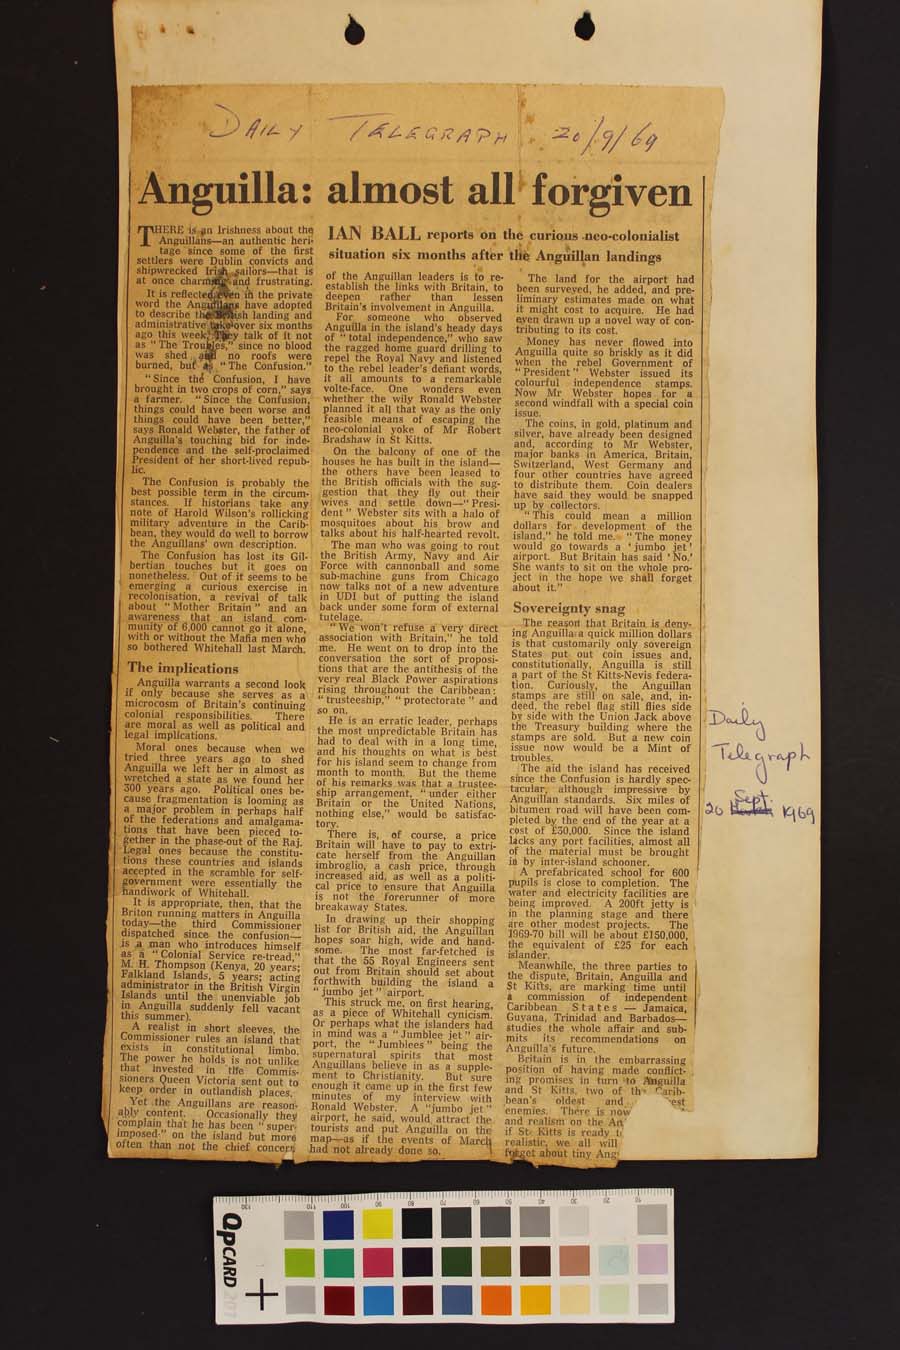 DAILY TELEGRAPH 20/9/69
Anguilla: almost all forgiven
IAN BALL reports on the curious neo-colonialist
situation six months after the Anguillan landings
THERE is an Irishness about the
Anguillans—an authentic heri-
tage since some of the first
settlers were Dublin convicts and
shipwrecked Irish sailors—that is
at once charming and frustrating.
It is reflected even in the private
word the Anguillans have adopted
to describe the British landing and
administrative take-over six months
ago this week. They talk of it not
as "The Troubles," since no blood
was shed and no roofs were
burned, but as "The Confusion."
"Since the Confusion, I have
brought in two crops of corn," says
a farmer. "Since the Confusion,
things could have been worse and
things could have been better,"
says Ronald Webster, the father of
Anguilla's touching bid for inde-
pendence and the self-proclaimed
President of her short-lived repub-
lic.
The Confusion is probably the
best possible term in the circum-
stances. If historians take any
note of Harold Wilson's rollicking
military adventure in the Carib-
bean, they would do well to borrow
the Anguillans' own description.
The Confusion has lost its Gil-
bertian touches but it goes on
nonetheless. Out of it seems to be
emerging a curious exercise in
recolonisation, a revival of talk
about "Mother Britain" and an
awareness that an island com-
munity of 6,000 cannot go it alone,
with or without the Mafia men who
so bothered Whitehall last March.
The implications
Anguilla warrants a second look
if only because she serves as a
microcosm of Britain's continuing
colonial responsibilities. There
are moral as well as political and
legal implications.
Moral ones because when we
tried three years ago to shed
Anguilla we left her in almost as
wretched a state as we found her
300 years ago. Political ones be-
cause fragmentation is looming as
a major problem in perhaps half
of the federations and amalgama-
tions that have been pieced to-
gether in the phase-out of the Raj.
Legal ones because the constitu-
tions these countries and islands
accepted in the scramble for self-
government were essentially the
handiwork of Whitehall.
It is appropriate, then, that the
Briton running matters in Anguilla
today—the third Commissioner
dispatched since the confusion—
is a man who introduces himself
as a "Colonial Service re-tread,"
M. H. Thompson (Kenya, 20 years;
Falkland Islands, 5 years; acting
administrator in the British Virgin
Islands until the unenviable job
in Anguilla suddenly fell vacant
this summer).
A realist in short sleeves, the
Commissioner rules an island that
exists in constitutional limbo.
The power he holds is not unlike
that invested in the Commis-
sioners Queen Victoria sent out to
keep order in outlandish places.
Yet the Anguillans are reason-
ably content. Occasionally they
complain that he has been "super-
imposed" on the island but more
often than not the chief concern
of the Anguillan leaders is to re-
establish the links with Britain, to
deepen rather than lessen
Britain's involvement in Anguilla.
For someone who observed
Anguilla in the island's heady days
of "total independence," who saw
the ragged home guard drilling to
repel the Royal Navy and listened
to the rebel leader's defiant words,
it all amounts to a remarkable
volte-face. One wonders even
whether the wily Ronald Webster
planned it all that way as the only
feasible means of escaping the
neo-colonial yoke of Mr Robert
Bradshaw in St Kitts.
On the balcony of one of the
houses he has built in the island—
the others have been leased to
the British officials with the sug-
gestion that they fly out their
wives and settle down—"Presi-
dent" Webster sits with a halo of
mosquitoes about his brow and
talks about his half-hearted revolt.
The man who was going to rout
the British Army, Navy and Air
Force with cannonball and some
sub-machine guns from Chicago
now talks not of a new adventure
in UDI but of putting the island
back under some form of external
tutelage.
"We won't refuse a very direct
association with Britain," he told
me. He went on to drop into the
conversation the sort of proposi-
tions that are the antithesis of the
very real Black Power aspirations
rising throughout the Caribbean:
"trusteeship," "protectorate" and
so on.
He is an erratic leader, perhaps
the most unpredictable Britain has
had to deal with in a long time,
and his thoughts on what is best
for his island seem to change from
month to month. But the theme
of his remarks was that a trustee-
ship arrangement, "under either
Britain or the United Nations,
nothing else," would be satisfac-
tory.
There is, of course, a price
Britain will have to pay to extri-
cate herself from the Anguillan
imbroglio, a cash price, through
increased aid, as well as a politi-
cal price to ensure that Anguilla
is not the forerunner of more
breakaway States.
In drawing up their shopping
list for British aid, the Anguillan
hopes soar high, wide and hand-
some. The most far-fetched is
that the 55 Royal Engineers sent
out from Britain should set about
forthwith building the island a
"jumbo jet" airport.
This struck me, on first hearing,
as a piece of Whitehall cynicism.
Or perhaps what the islanders had
in mind was a "Jumblee jet" air-
port, the "Jumblees" being the
supernatural spirits that most
Anguillans believe in as a supple-
ment to Christianity. But sure
enough it came up in the first few
minutes of my interview with
Ronald Webster. A "jumbo jet"
airport, he said, would attract the
tourists and put Anguilla on the
map—as if the events of March
had not already done so.
The land for the airport had
been surveyed, he added, and pre-
liminary estimates made on what
it might cost to acquire. He had
even drawn up a novel way of con-
tributing to its cost.
Money has never flowed into
Anguilla quite so briskly as it did
when the rebel Government of
"President" Webster issued its
colourful independence stamps.
Now Mr Webster hopes for a
second windfall with a special coin
issue.
The coins, in gold, platinum and
silver, have already been designed
and, according to Mr Webster,
major banks in America, Britain,
Switzerland, West Germany and
four other countries have agreed
to distribute them. Coin dealers
have said they would be snapped
up by collectors.
"This could mean a million
dollars for development of the
island," he told me. "The money
would go towards a 'jumbo jet'
airport. But Britain has said 'No.'
She wants to sit on the whole pro-
ject in the hope we shall forget
about it."
Sovereignty snag
The reason that Britain is deny-
ing Anguilla a quick million dollars
is that customarily only sovereign
States put out coin issues and,
constitutionally, Anguilla is still
a part of the St Kitts-Nevis federa-
tion. Curiously, the Anguillan
stamps are still on sale, and, in-
deed, the rebel flag still flies side
by side with the Union Jack above
the Treasury building where the
stamps are sold. But a new coin
issue now would be a Mint of
troubles.
The aid the island has received
since the Confusion is hardly spec-
tacular, although impressive by
Anguillan standards. Six miles of
bitumen road will have been com-
pleted by the end of the year at a
cost of £50,000. Since the island
lacks any port facilities, almost all
of the material must be brought
in by inter-island schooner.
A prefabricated school for 600
pupils is close to completion. The
water and electricity facilities are
being improved. A 200ft jetty is
in the planning stage and there
are other modest projects. The
1969-70 bill will be about £150,000,
the equivalent of £25 for each
islander.
Meanwhile, the three parties to
the dispute, Britain, Anguilla and
St Kitts, are marking time until
a commission of independent
Caribbean States — Jamaica,
Guyana, Trinidad and Barbados—
studies the whole affair and sub-
mits its recommendations on
Anguilla's future.
Britain is in the embarrassing
position of having made conflict-
ing promises in turn to Anguilla
and St Kitts, two of the Carib-
bean's oldest and est
enemies. There is now
and realism on the An
if St Kitts is ready t
realistic, we all will
forget about tiny Ang
Daily
Telegraph
20 Sept. 1969
QPCARD 201